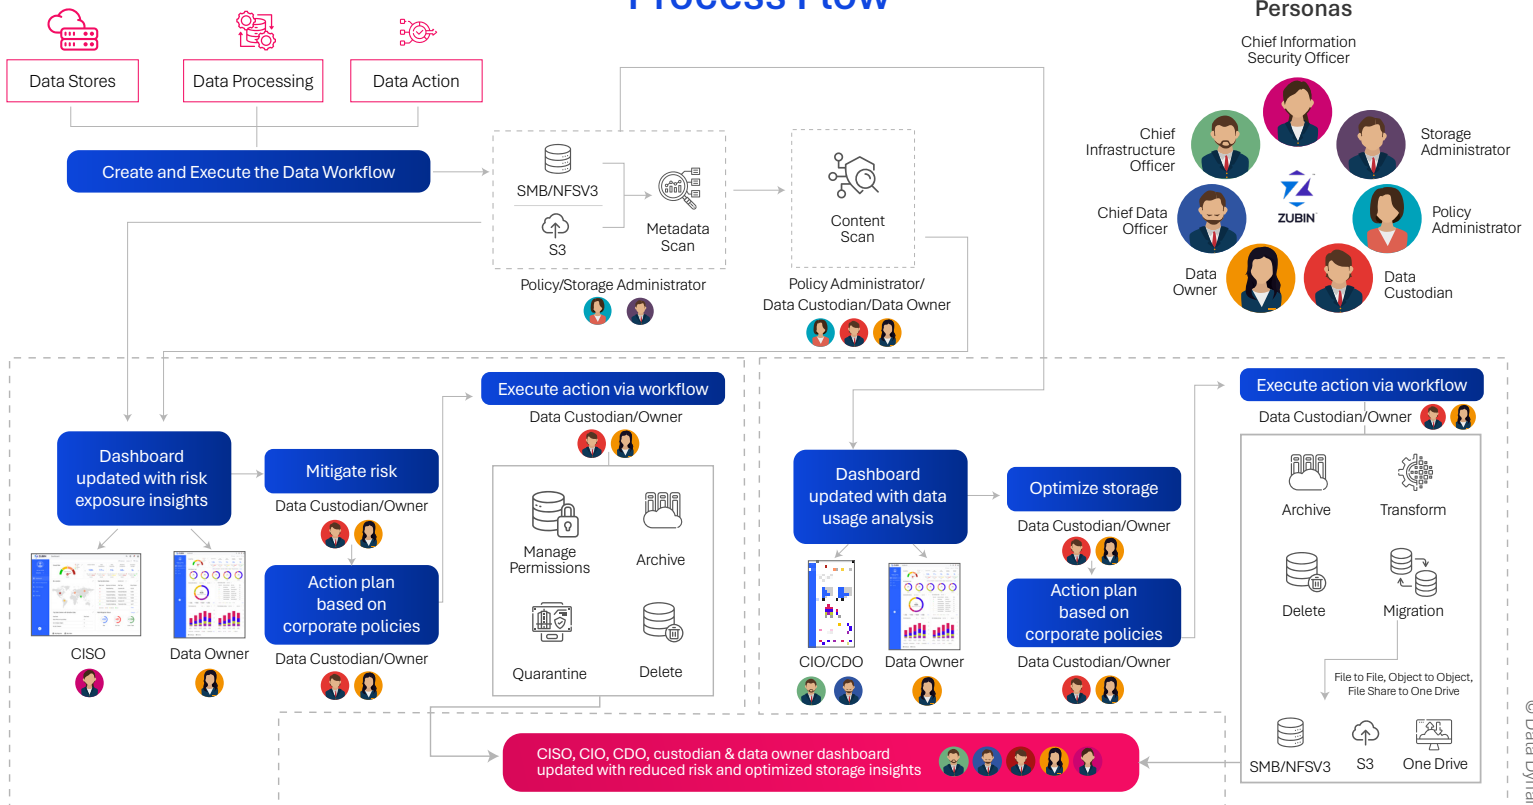 Process Flow
Data Stores
Data Processing
Data Action
Create and Execute the Data Workflow
SMB/NFSV3
S3
Metadata
Scan
Policy/Storage Administrator
Content
Scan
Policy Administrator/
Data Custodian/Data Owner
Personas
Chief Information
Security Officer
Chief
Infrastructure
Officer
Storage
Administrator
Chief Data
Officer
ZUBIN
Policy
Administrator
Data
Owner
Data
Custodian
Dashboard
updated with risk
exposure insights
CISO
Data Owner
Mitigate risk
Data Custodian/Owner
Action plan
based on
corporate policies
Data Custodian/Owner
Execute action via workflow
Data Custodian/Owner
Manage
Permissions
Archive
Quarantine
Delete
Dashboard
updated with data
usage analysis
CIO/CDO
Data Owner
Optimize storage
Data Custodian/Owner
Action plan
based on
corporate policies
Data Custodian/Owner
Execute action via workflow
Data Custodian/Owner
Archive
Transform
Delete
Migration
File to File, Object to Object,
File Share to One Drive
SMB/NFSV3
S3
One Drive
CISO, CIO, CDO, custodian & data owner dashboard
updated with reduced risk and optimized storage insights
© Data